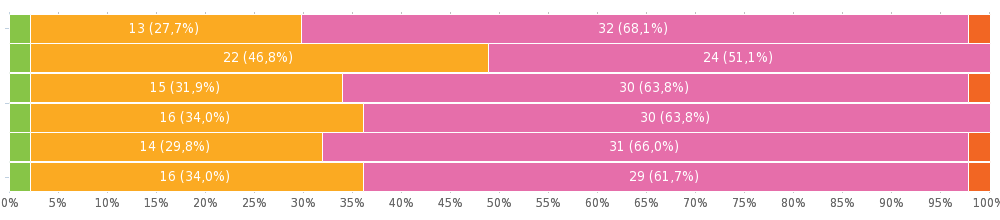 13 (27,7%) 32 (68,1%)
22 (46,8%) 24 (51,1%)
15 (31,9%) 30 (63,8%)
16 (34,0%) 30 (63,8%)
14 (29,8%) 31 (66,0%)
16 (34,0%) 29 (61,7%)
0% 5% 10% 15% 20% 25% 30% 35% 40% 45% 50% 55% 60% 65% 70% 75% 80% 85% 90% 95% 100%